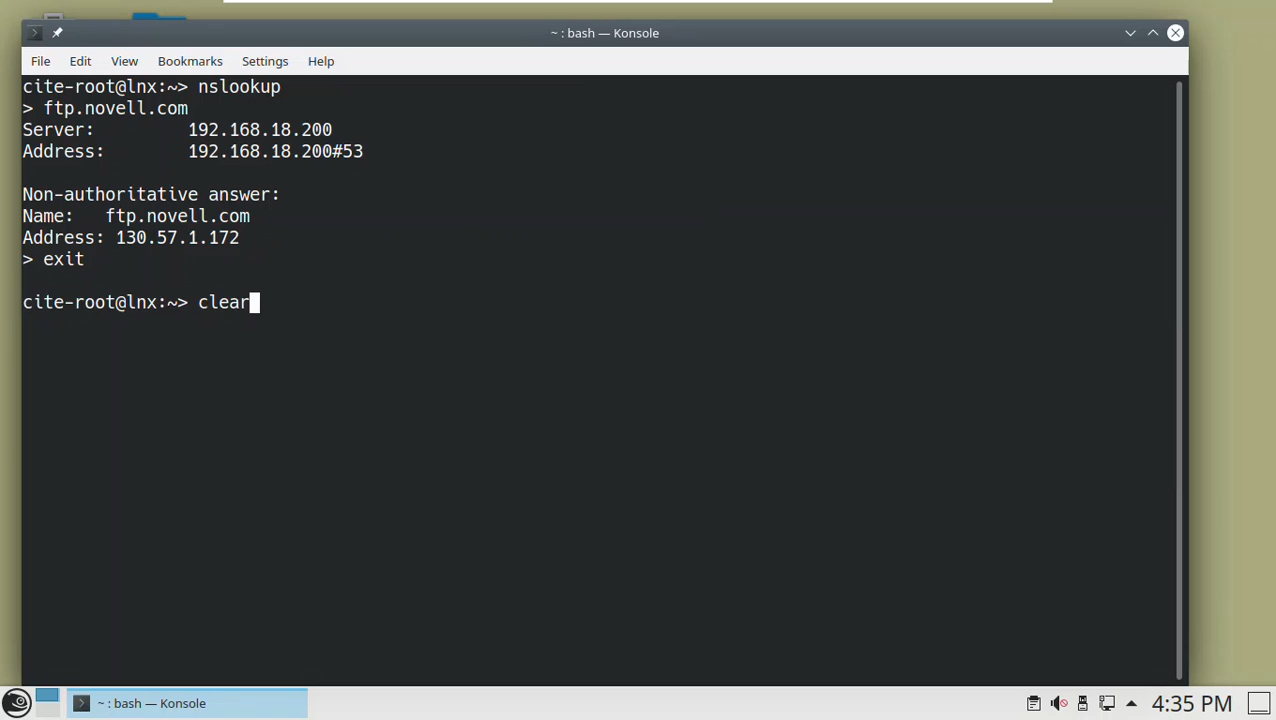 ~ : bash — Konsole
File Edit View Bookmarks Settings Help
cite-root@lnx:~> nslookup
> ftp.novell.com
Server:         192.168.18.200
Address:        192.168.18.200#53

Non-authoritative answer:
Name:   ftp.novell.com
Address: 130.57.1.172
> exit

cite-root@lnx:~> clear
~ : bash — Konsole
4:35 PM